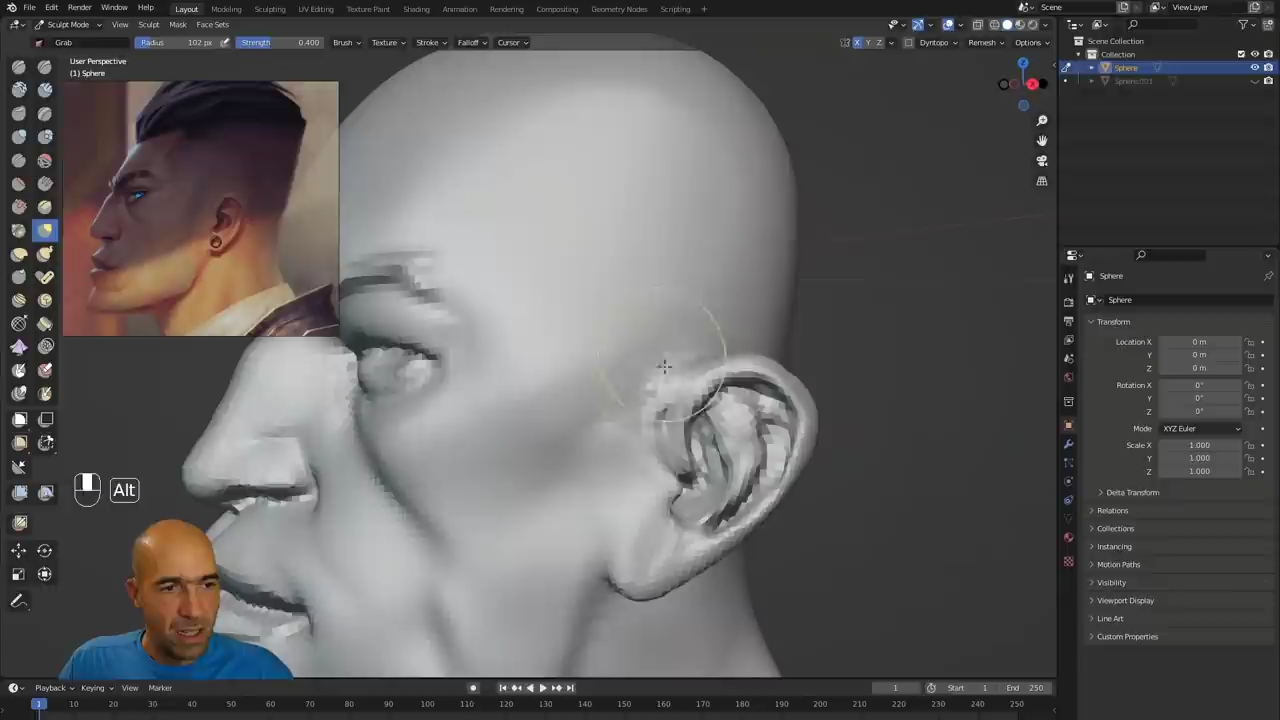 File Edit Render Window Help Layout Modeling Sculpting UV Editing Texture Paint Shading Animation Rendering Compositing Geometry Nodes Scripting + Scene ViewLayer
Sculpt Mode View Sculpt Mask Face Sets
Grab Radius 102 px Strength 0.400 Brush Texture Stroke Falloff Cursor X Y Z Dyntopo Remesh Options
User Perspective
(1) Sphere
Alt
Scene Collection
Collection
Sphere
Sphere.001
Sphere
Sphere
Transform
Location X 0 m
Y 0 m
Z 0 m
Rotation X 0°
Y 0°
Z 0°
Mode XYZ Euler
Scale X 1.000
Y 1.000
Z 1.000
Delta Transform
Relations
Collections
Instancing
Motion Paths
Visibility
Viewport Display
Line Art
Custom Properties
Playback Keying View Marker 1 Start 1 End 250
1 10 20 30 40 50 60 70 80 90 100 110 120 130 140 150 160 170 180 190 200 210 220 230 240 250